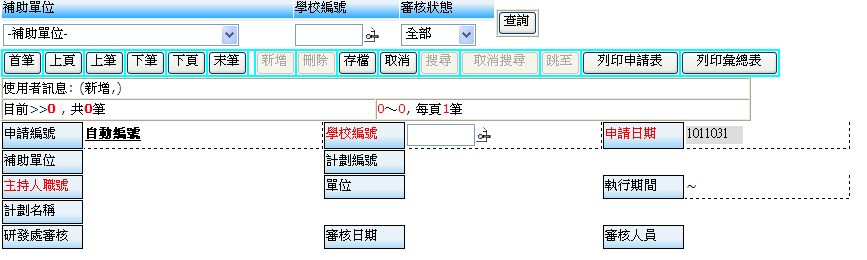 補助單位 學校編號 審核狀態
-補助單位- 全部 查詢
首筆 上頁 上筆 下筆 下頁 末筆 新增 刪除 存檔 取消 搜尋 取消搜尋 跳至 列印申請表 列印彙總表
使用者訊息: (新增,)
目前>>0 , 共0筆 0～0, 每頁1筆
申請編號 自動編號 學校編號 申請日期 1011031
補助單位 計劃編號
主持人職號 單位 執行期間 ~
計劃名稱
研發處審核 審核日期 審核人員